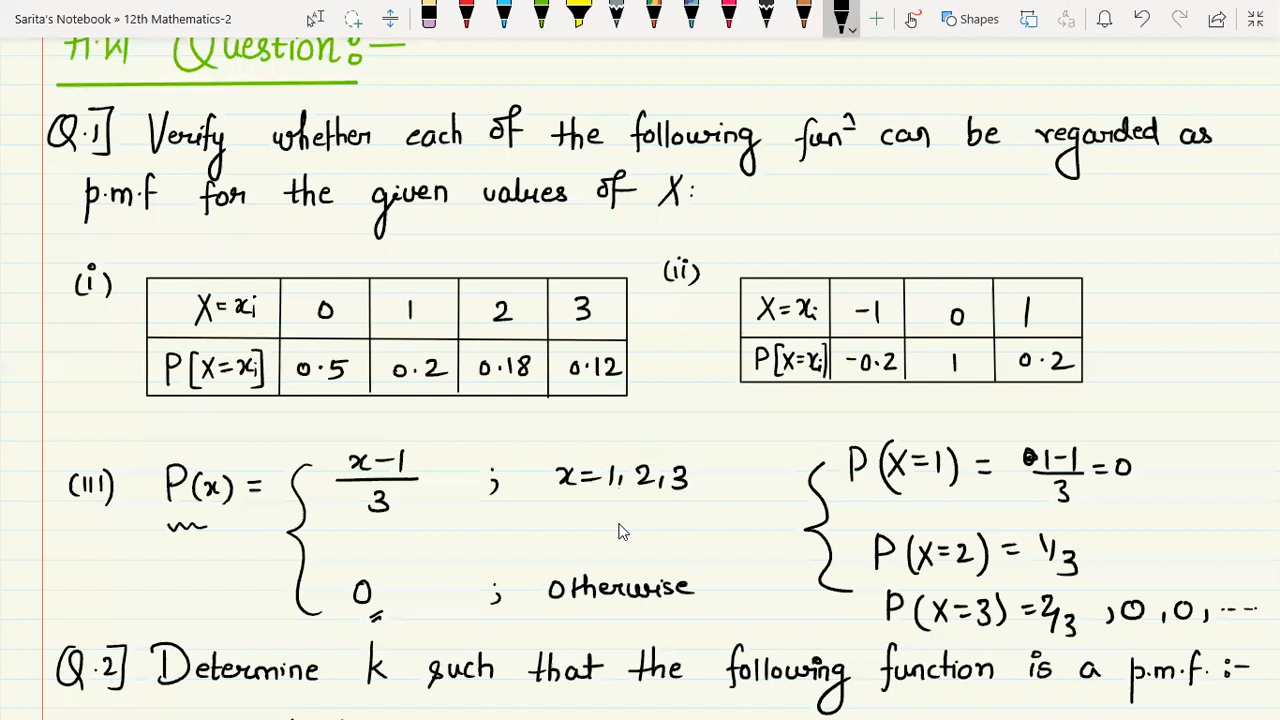 Sarita's Notebook » 12th Mathematics-2
Shapes
Question:-
Q.1] Verify whether each of the following funⁿ can be regarded as
p.m.f for the given values of X:
(i)
X=xi 0 1 2 3
P[X=xi] 0.5 0.2 0.18 0.12
(ii)
X=xi -1 0 1
P[X=xi] -0.2 1 0.2
(iii) P(x) = { x-1/3 ; x=1,2,3
0 ; otherwise
{ P(X=1) = 1-1/3 = 0
P(X=2) = 1/3
P(X=3) = 2/3 ,0,0,---
Q.2] Determine k such that the following function is a p.m.f. :-